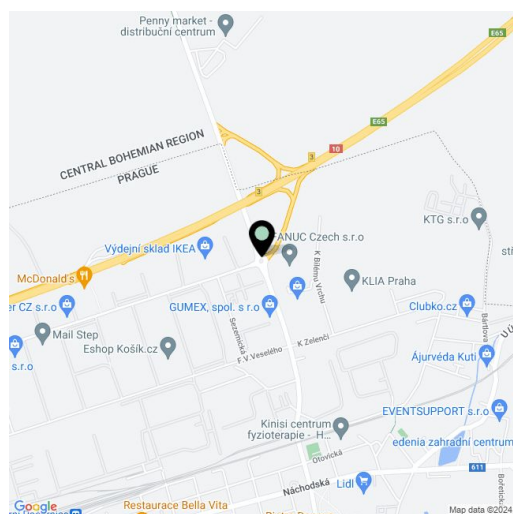 Penny market -
distribuční centrum
E65
E65
CENTRAL BOHEMIAN REGION
PRAGUE
3
10
3
Výdejní sklad IKEA
FANUC Czech s.r.o
KTG s.r.o
stř
McDonald's
K Bílému Vrchu
KLIA Praha
er CZ s.r.o
GUMEX, spol. s r.o
Clubko.cz
Bártlova
Mail Step
Sezemická
Eshop Košík.cz
F. V. Veselého
K Zelenči
Ájurvéda Kuti
s.r.o
EVENTSUPPORT s.r.o
Kinisi centrum
fyzioterapie - H...
edenia zahradní centrum
Otovická
611
Náchodská
Lidl
Restaurace Bella Vita
Google
Map data ©2024